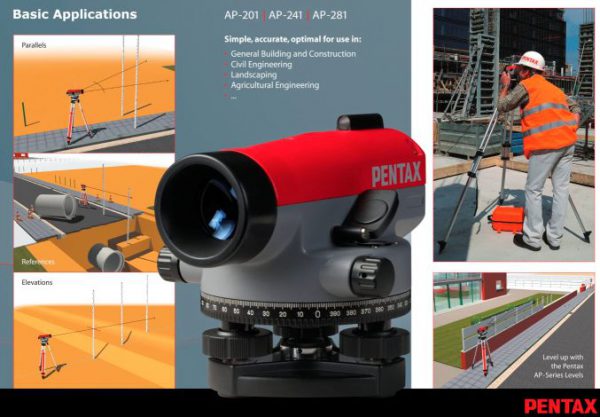 Basic Applications
AP-201 | AP-241 | AP-281
Simple, accurate, optimal for use in:
General Building and Construction
Civil Engineering
Landscaping
Agricultural Engineering
...
Parallels
References
Elevations
PENTAX
PENTAX
Level up with
the Pentax
AP-Series Levels
PENTAX